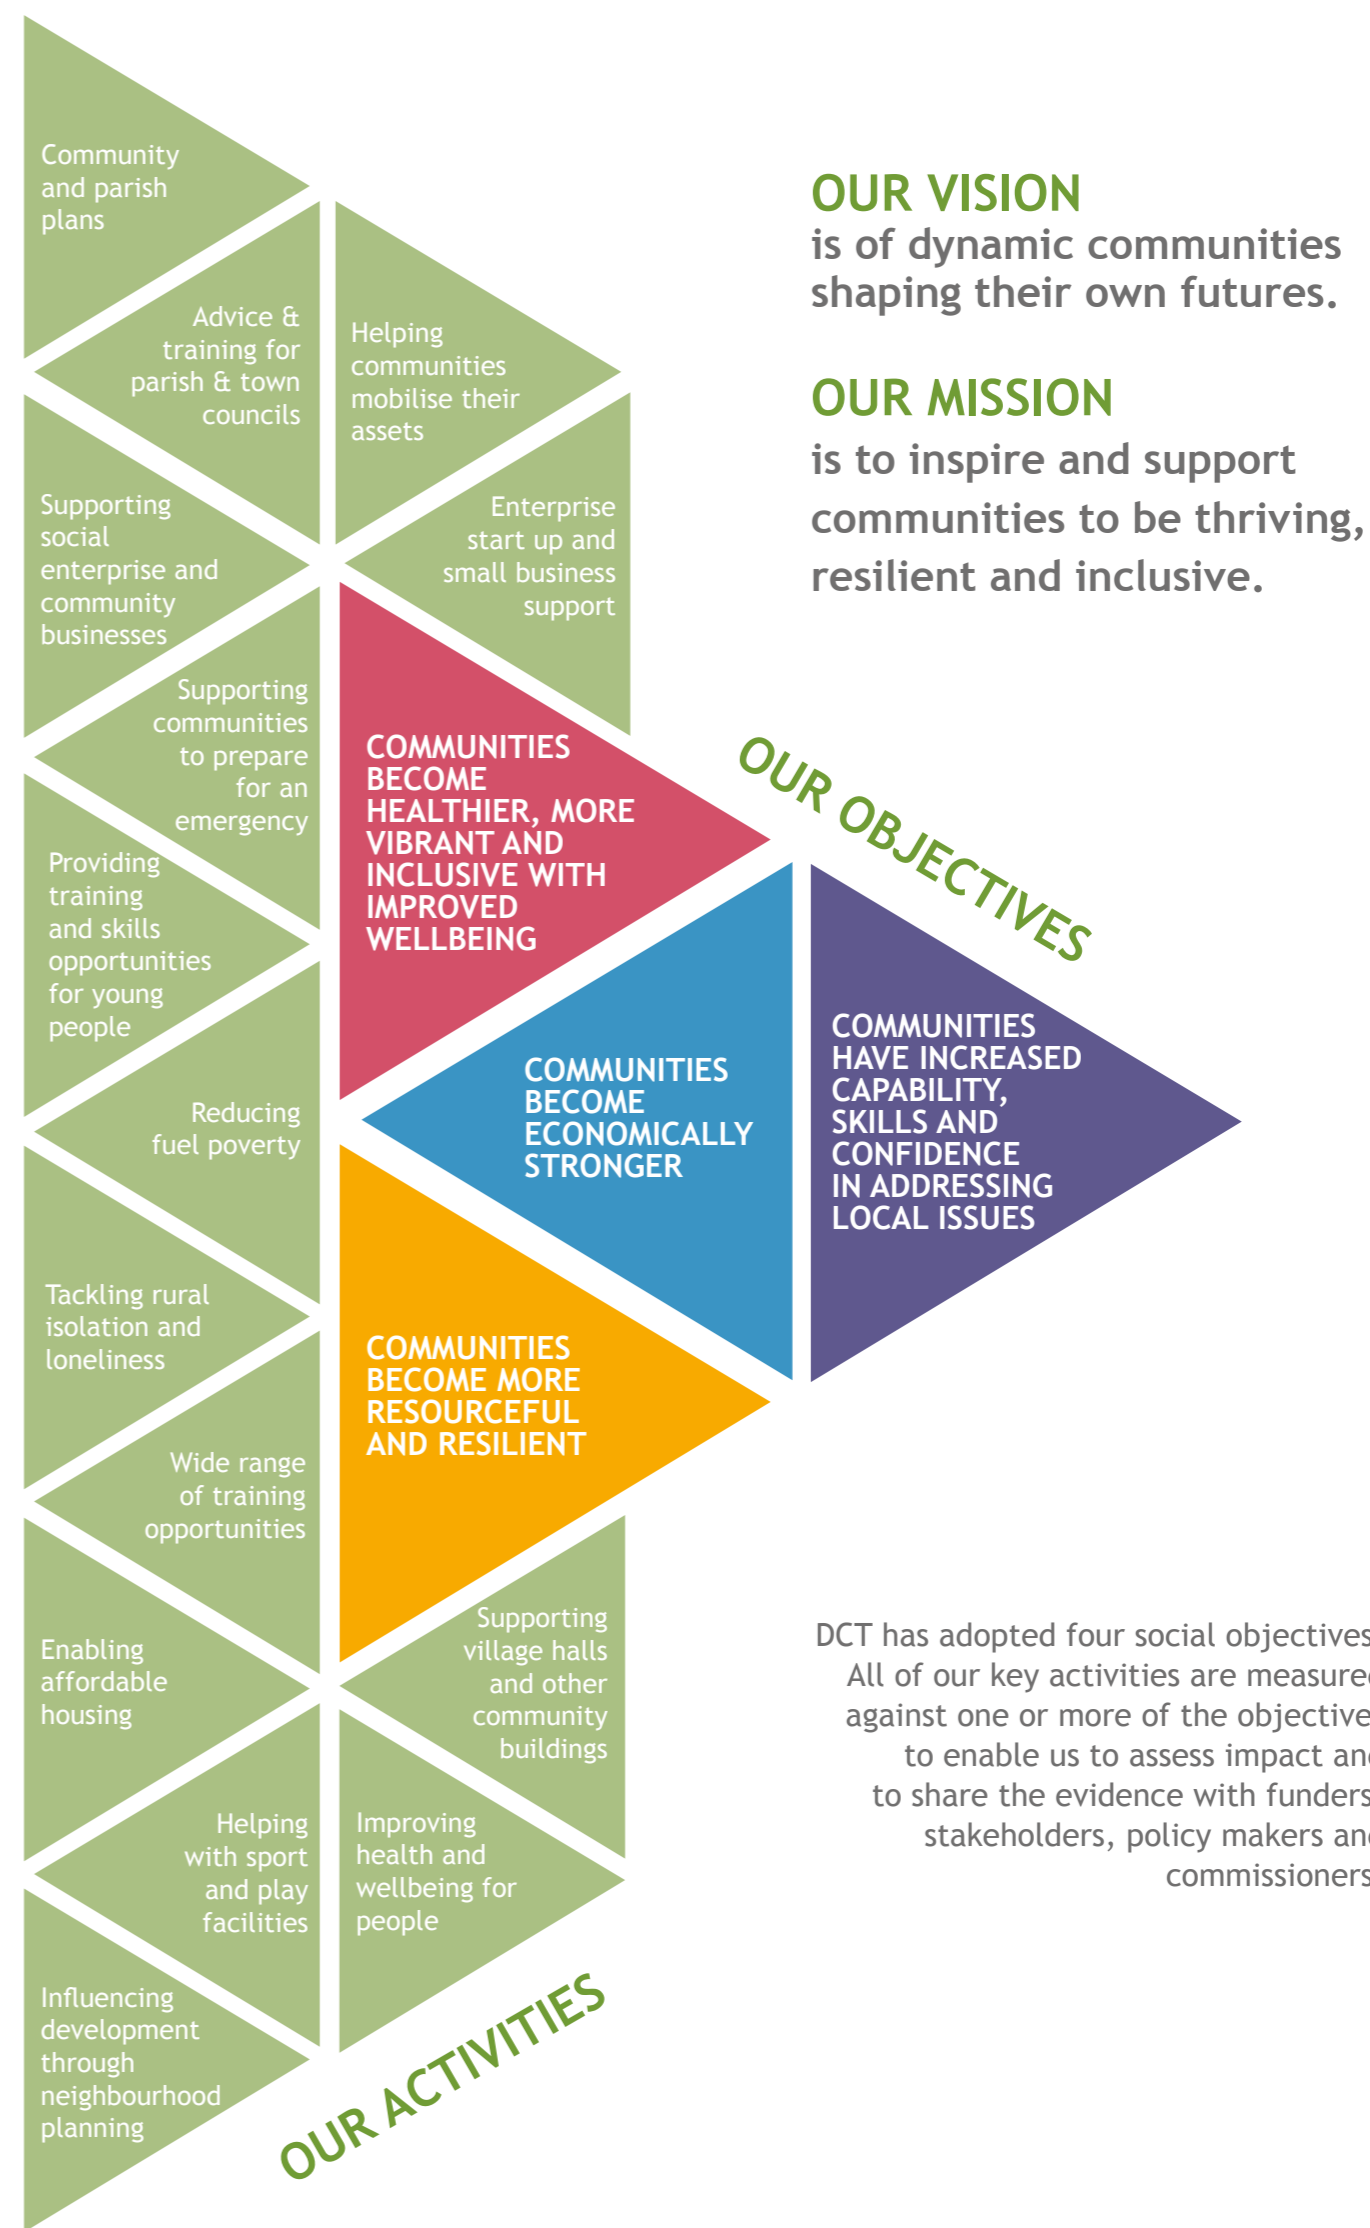 Community
and parish
plans
Advice &
training for
parish & town
councils
Helping
communities
mobilise their
assets
Supporting
social
enterprise and
community
businesses
Enterprise
start up and
small business
support
Supporting
communities
to prepare
for an
emergency
Providing
training
and skills
opportunities
for young
people
Reducing
fuel poverty
Tackling rural
isolation and
loneliness
Wide range
of training
opportunities
Enabling
affordable
housing
Supporting
village halls
and other
community
buildings
Helping
with sport
and play
facilities
Improving
health and
wellbeing for
people
Influencing
development
through
neighbourhood
planning
OUR ACTIVITIES
COMMUNITIES
BECOME
HEALTHIER, MORE
VIBRANT AND
INCLUSIVE WITH
IMPROVED
WELLBEING
COMMUNITIES
BECOME
ECONOMICALLY
STRONGER
COMMUNITIES
HAVE INCREASED
CAPABILITY,
SKILLS AND
CONFIDENCE
IN ADDRESSING
LOCAL ISSUES
COMMUNITIES
BECOME MORE
RESOURCEFUL
AND RESILIENT
OUR OBJECTIVES
OUR VISION
is of dynamic communities
shaping their own futures.
OUR MISSION
is to inspire and support
communities to be thriving,
resilient and inclusive.
DCT has adopted four social objectives
All of our key activities are
against one or more of the
to enable us to assess impact
to share the evidence with funders
stakeholders, policy makers
commissioners